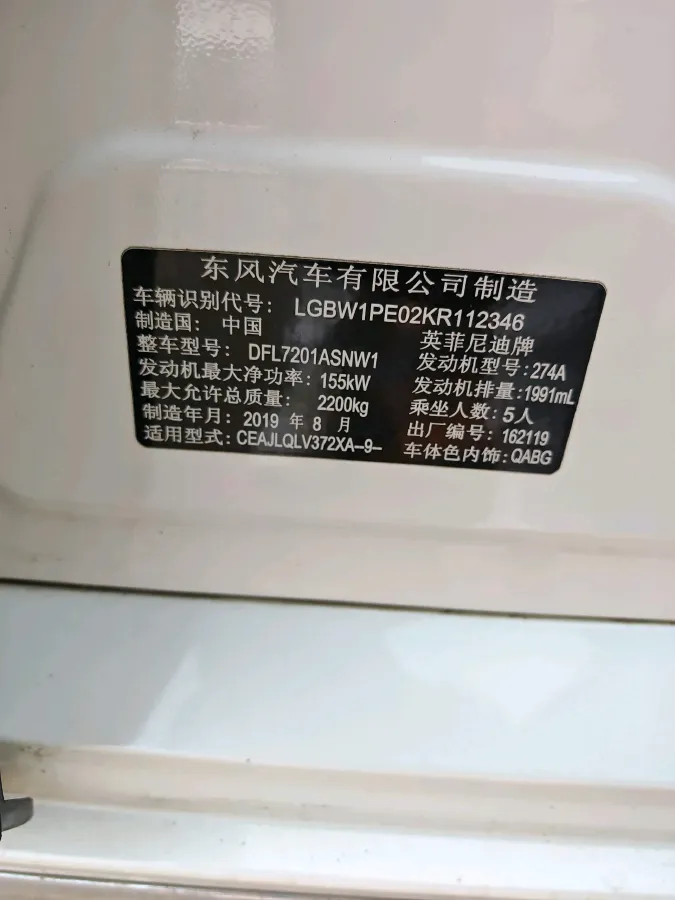 东风汽车有限公司制造
车辆识别代号: LGBW1PE02KR112346
制造国: 中国 英菲尼迪牌
整车型号: DFL7201ASNW1 发动机型号: 274A
发动机最大净功率: 155kW 发动机排量: 1991mL
最大允许总质量: 2200kg 乘坐人数: 5人
制造年月: 2019 年 8 月 出厂编号: 162119
适用型式: CEAJLQLV372XA--9- 车体色内饰: QABG